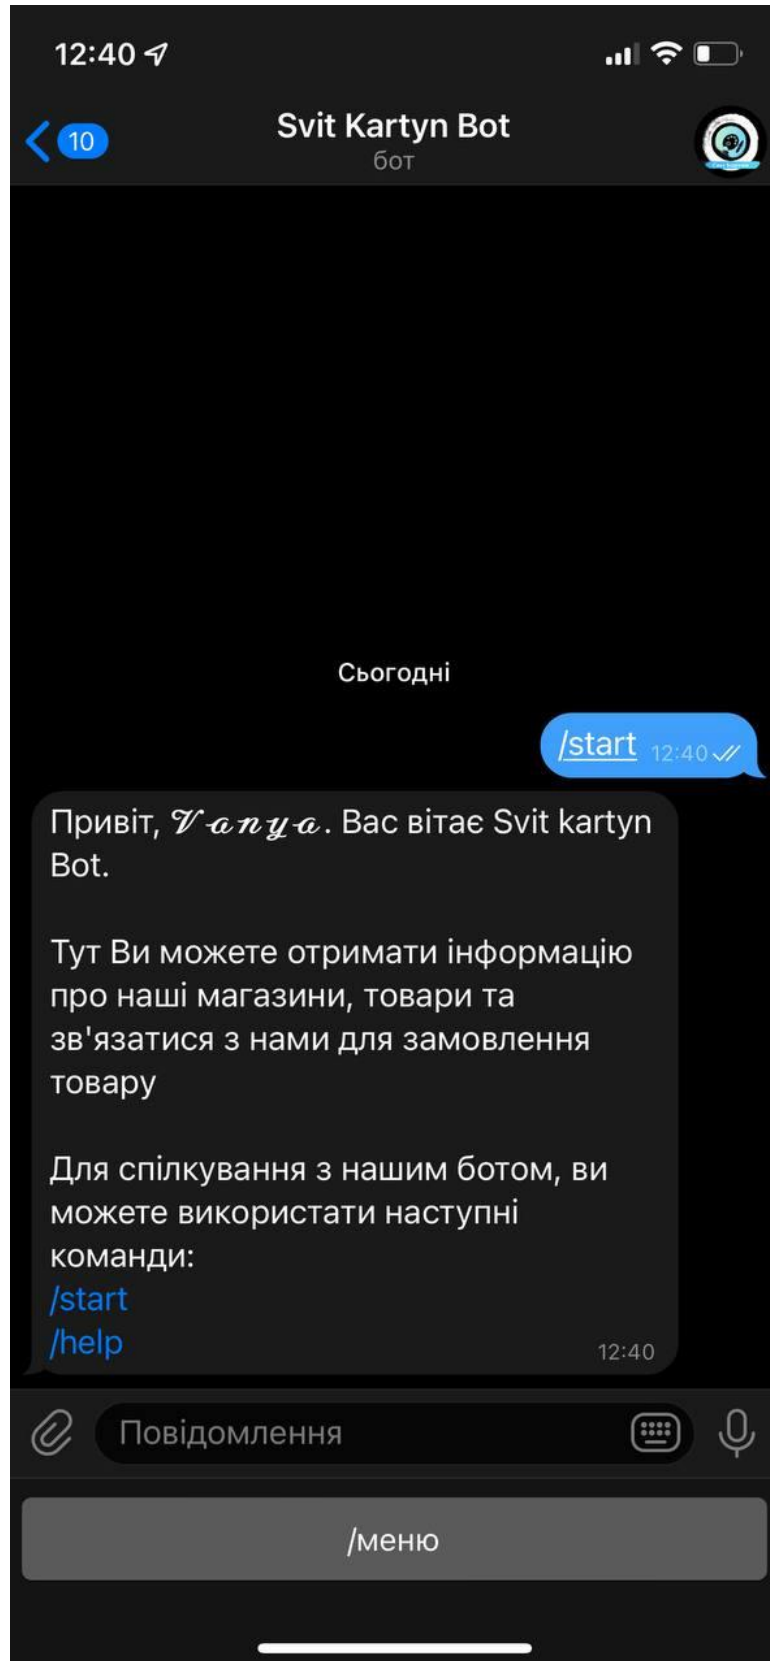 12:40
10
Svit Kartyn Bot
бот
Сьогодні
/start 12:40
Привіт, 𝒱𝒶𝓃𝓎𝒶. Вас вітає Svit kartyn
Bot.
Тут Ви можете отримати інформацію
про наші магазини, товари та
зв'язатися з нами для замовлення
товару
Для спілкування з нашим ботом, ви
можете використати наступні
команди:
/start
/help
12:40
Повідомлення
/меню